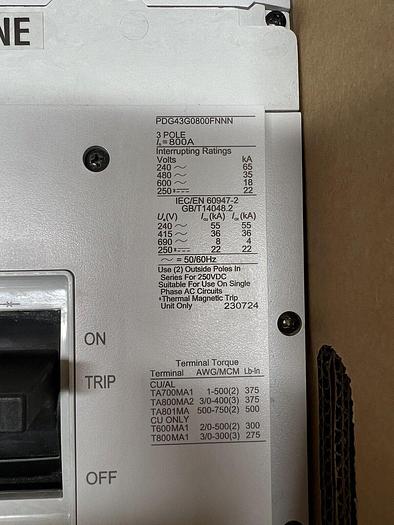 NE
PDG43G0800FNNN
3 POLE
Iₙ = 800A
Interrupting Ratings
Volts kA
240 ~ 65
480 ~ 35
600 ~ 18
250 ⎓ 22
IEC/EN 60947-2
GB/T14048.2
Uₑ(V) Icu (kA) Ics (kA)
240 ~ 55 55
415 ~ 36 36
690 ~ 8 4
250⎓ 22 22
~ = 50/60Hz
Use (2) Outside Poles In
Series For 250VDC
Suitable For Use On Single
Phase AC Circuits
•Thermal Magnetic Trip
Unit Only 230724
ON
TRIP
OFF
Terminal Torque
Terminal AWG/MCM Lb-In.
CU/AL
TA700MA1 1-500(2) 375
TA800MA2 3/0-400(3) 375
TA801MA 500-750(2) 500
CU ONLY
T600MA1 2/0-500(2) 300
T800MA1 3/0-300(3) 275